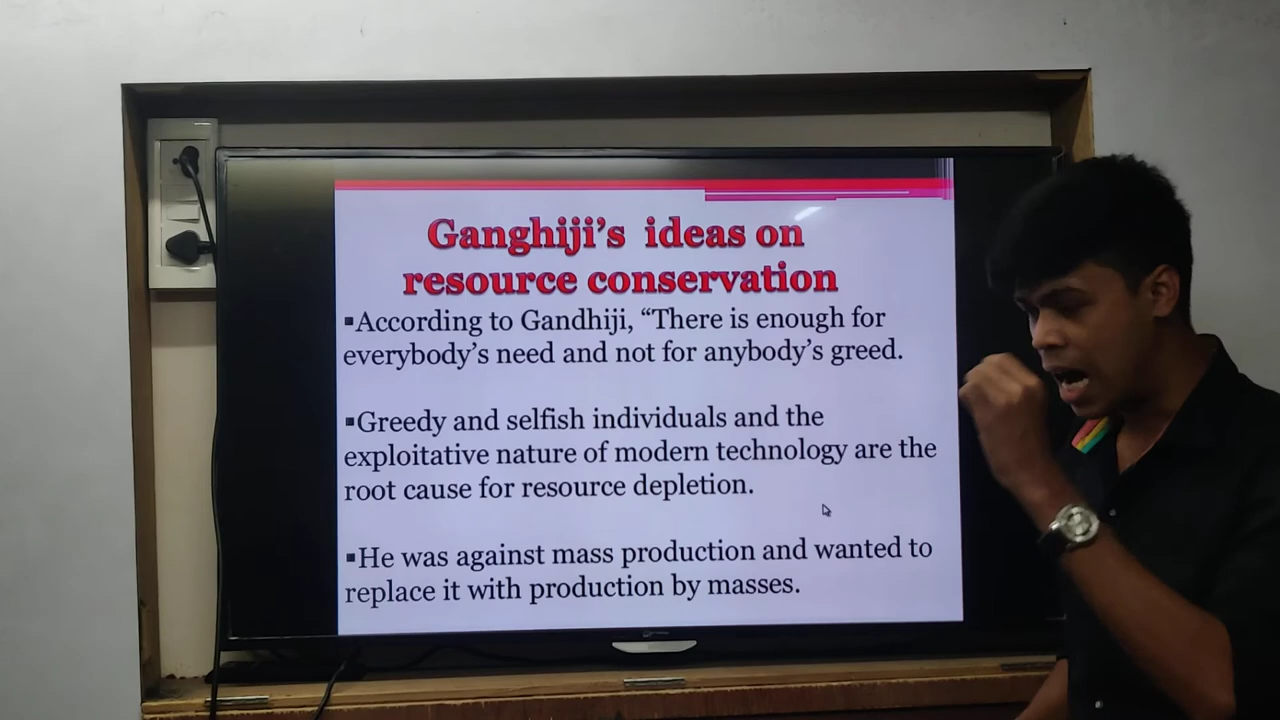 Ganghiji's ideas on
resource conservation
▪According to Gandhiji, “There is enough for
everybody's need and not for anybody's greed.
▪Greedy and selfish individuals and the
exploitative nature of modern technology are the
root cause for resource depletion.
▪He was against mass production and wanted to
replace it with production by masses.